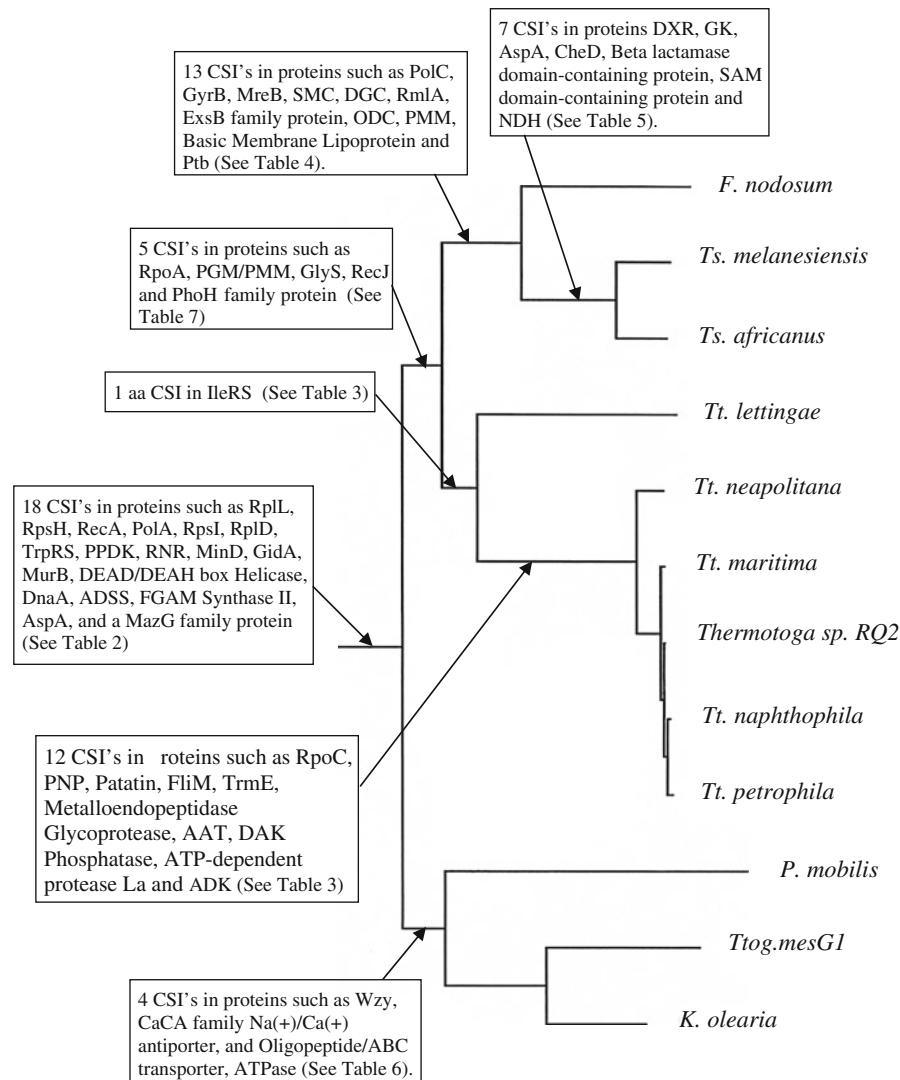 7 CSI's in proteins DXR, GK,
AspA, CheD, Beta lactamase
domain-containing protein, SAM
domain-containing protein and
NDH (See Table 5).
13 CSI's in proteins such as PolC,
GyrB, MreB, SMC, DGC, RmlA,
ExsB family protein, ODC, PMM,
Basic Membrane Lipoprotein and
Ptb (See Table 4).
5 CSI's in proteins such as
RpoA, PGM/PMM, GlyS, RecJ
and PhoH family protein (See
Table 7)
1 aa CSI in IleRS (See Table 3)
18 CSI's in proteins such as RplL,
RpsH, RecA, PolA, RpsI, RplD,
TrpRS, PPDK, RNR, MinD, GidA,
MurB, DEAD/DEAH box Helicase,
DnaA, ADSS, FGAM Synthase II,
AspA, and a MazG family protein
(See Table 2)
12 CSI's in roteins such as RpoC,
PNP, Patatin, FliM, TrmE,
Metalloendopeptidase
Glycoprotease, AAT, DAK
Phosphatase, ATP-dependent
protease La and ADK (See Table 3)
4 CSI's in proteins such as Wzy,
CaCA family Na(+)/Ca(+)
antiporter, and Oligopeptide/ABC
transporter, ATPase (See Table 6).
F. nodosum
Ts. melanesiensis
Ts. africanus
Tt. lettingae
Tt. neapolitana
Tt. maritima
Thermotoga sp. RQ2
Tt. naphthophila
Tt. petrophila
P. mobilis
Ttog.mesG1
K. olearia